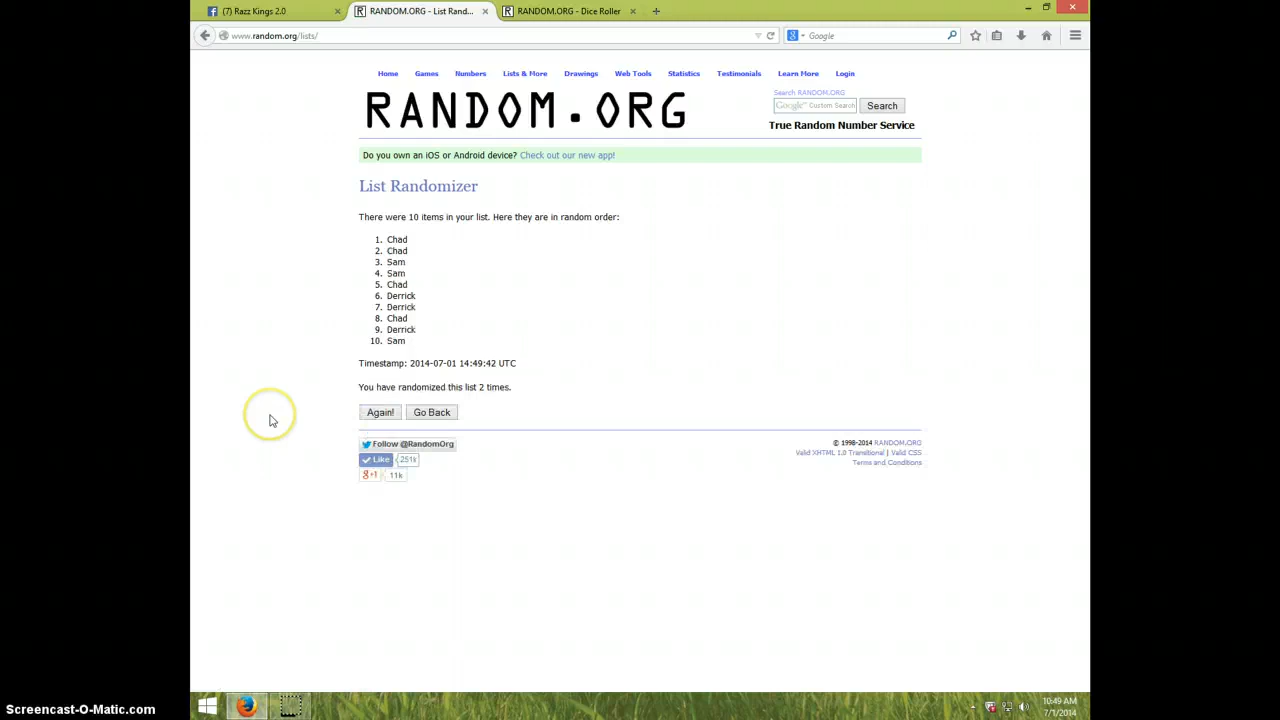 (7) Razz Kings 2.0
RANDOM.ORG - List Rand...
RANDOM.ORG - Dice Roller
www.random.org/lists/
Google
Home Games Numbers Lists & More Drawings Web Tools Statistics Testimonials Learn More Login
RANDOM.ORG
Search RANDOM.ORG
Google™ Custom Search
Search
True Random Number Service
Do you own an iOS or Android device? Check out our new app!
List Randomizer
There were 10 items in your list. Here they are in random order:
1. Chad
2. Chad
3. Sam
4. Sam
5. Chad
6. Derrick
7. Derrick
8. Chad
9. Derrick
10. Sam
Timestamp: 2014-07-01 14:49:42 UTC
You have randomized this list 2 times.
Again! Go Back
Follow @RandomOrg
Like 251k
+1 11k
© 1998-2014 RANDOM.ORG
Valid XHTML 1.0 Transitional | Valid CSS
Terms and Conditions
10:49 AM
7/1/2014
Screencast-O-Matic.com